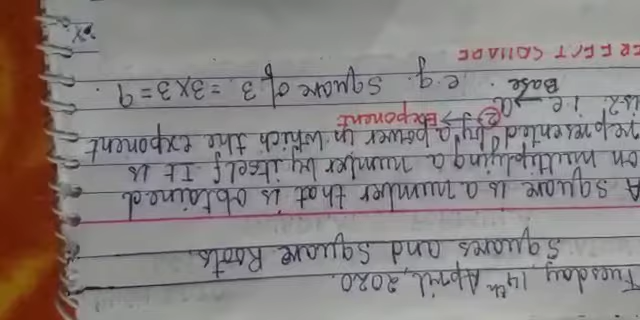 Tuesday, 14th April, 2020.
Squares and Square Roots.
A square is a number that is obtained
on multiplying a number by itself. It is
represented by a power in which the exponent
is 2. i.e. a② → Exponent
Base. e.g. Square of 3 = 3×3 = 9.
PERFECT SQUARE